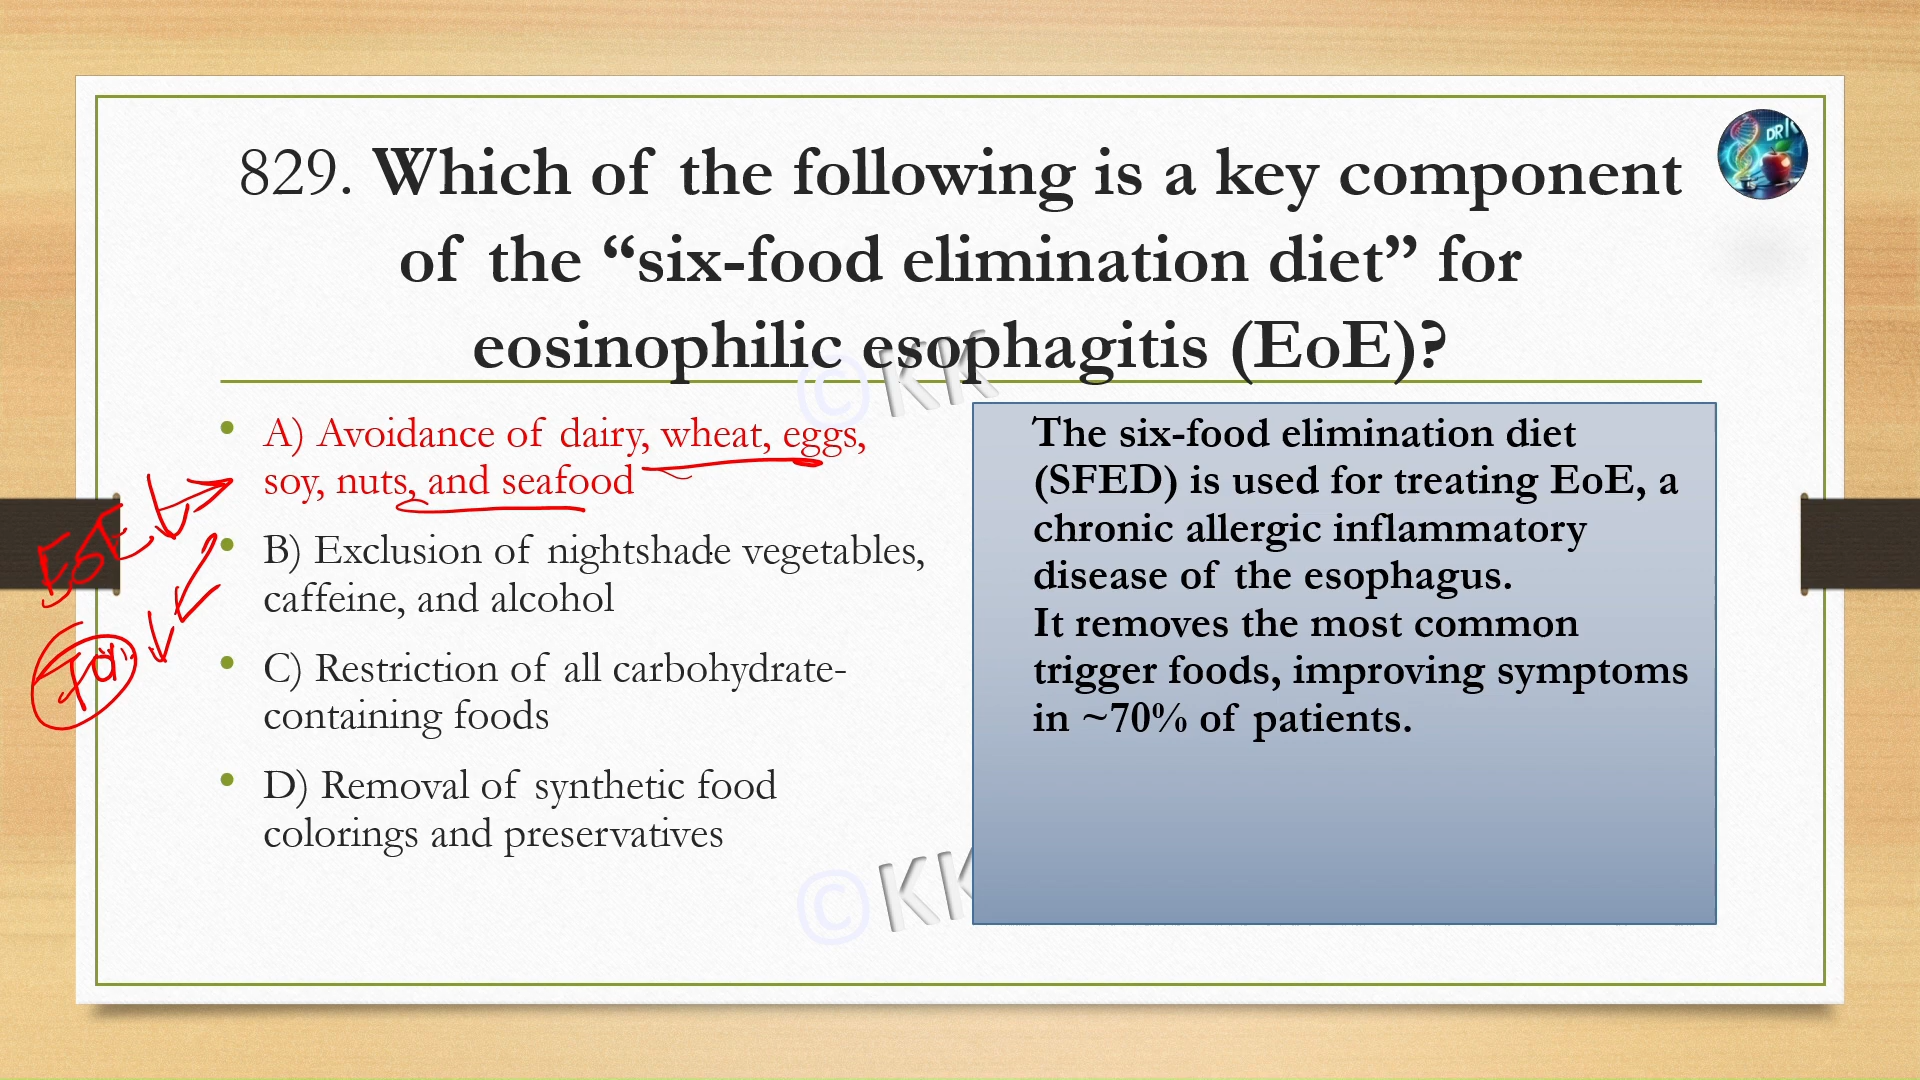 829. Which of the following is a key component
of the “six-food elimination diet” for
eosinophilic esophagitis (EoE)?
• A) Avoidance of dairy, wheat, eggs,
soy, nuts, and seafood
• B) Exclusion of nightshade vegetables,
caffeine, and alcohol
• C) Restriction of all carbohydrate-
containing foods
• D) Removal of synthetic food
colorings and preservatives
The six-food elimination diet
(SFED) is used for treating EoE, a
chronic allergic inflammatory
disease of the esophagus.
It removes the most common
trigger foods, improving symptoms
in ~70% of patients.
EoE
©KK
©KK